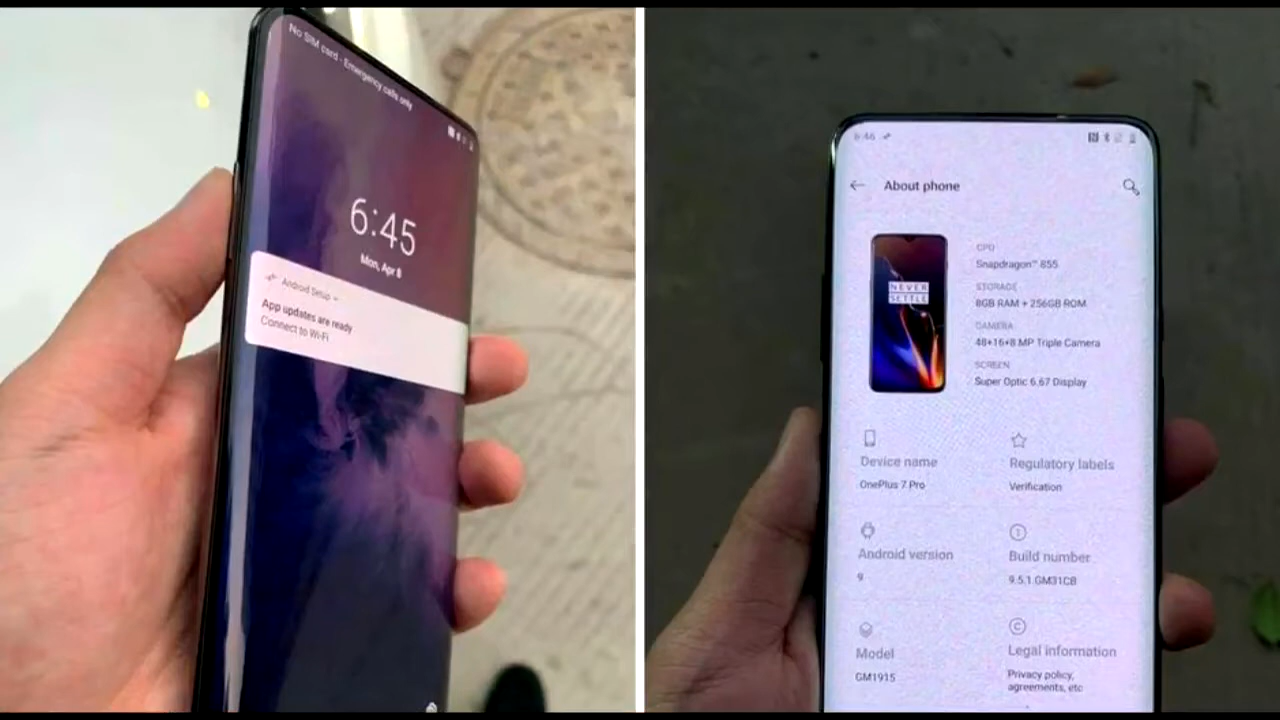 No SIM card - Emergency calls only
6:45
Mon, Apr 8
Android Setup
App updates are ready
Connect to Wi-Fi
6:46
About phone
NEVER
SETTLE
CPU
Snapdragon™ 855
STORAGE
8GB RAM + 256GB ROM
CAMERA
48+16+8 MP Triple Camera
SCREEN
Super Optic 6.67 Display
Device name
OnePlus 7 Pro
Regulatory labels
Verification
Android version
9
Build number
9.5.1.GM31CB
Model
GM1915
Legal information
Privacy policy,
agreements, etc